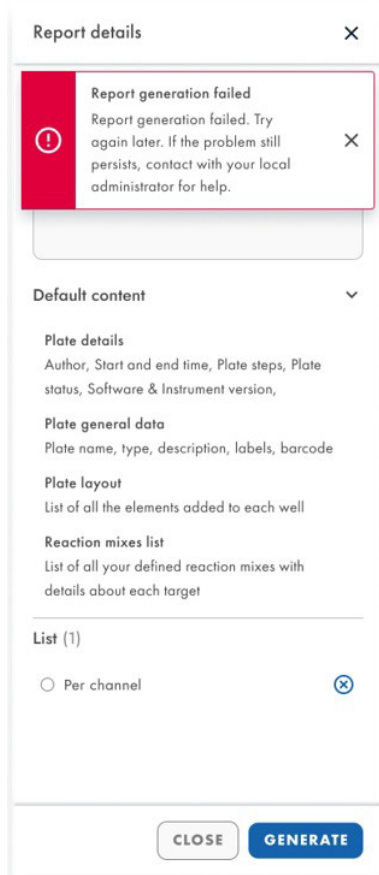 Report details
Report generation failed
Report generation failed. Try
again later. If the problem still
persists, contact with your local
administrator for help.
Default content
Plate details
Author, Start and end time, Plate steps, Plate
status, Software & Instrument version,
Plate general data
Plate name, type, description, labels, barcode
Plate layout
List of all the elements added to each well
Reaction mixes list
List of all your defined reaction mixes with
details about each target
List (1)
Per channel
CLOSE
GENERATE